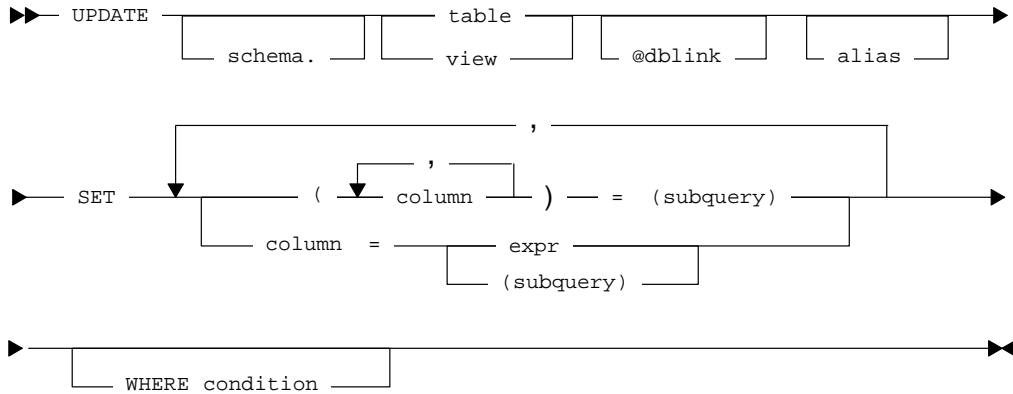 UPDATE table
schema. view @dblink alias
,
,
SET ( column ) = (subquery)
column = expr
(subquery)
WHERE condition